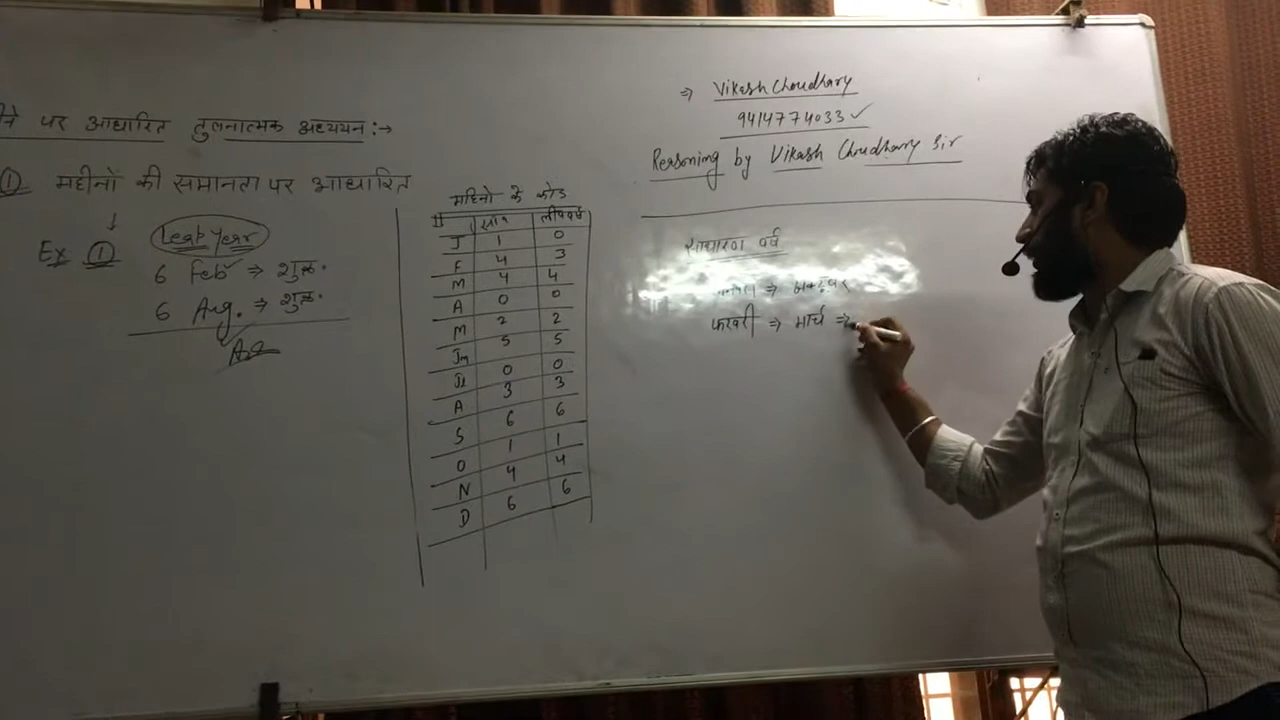 पर आधारित तुलनात्मक अध्ययन :→
① महीनों की समानता पर आधारित
↓
Ex ① Leap Year
6 Feb ⇒ शुक्र.
6 Aug. ⇒ शुक्र.
Ans
महिनो के कोड
M सा॰ लीपवर्ष
J 1 0
F 4 3
M 4 4
A 0 0
M 2 2
Jn 5 5
Jl 0 0
A 3 3
S 6 6
O 1 1
N 4 4
D 6 6
⇒ Vikash Choudhary
9414774033 ✓
Reasoning by Vikash Choudhary Sir
साधारण वर्ष
⇒ अक्टूबर
फरवरी ⇒ मार्च ⇒